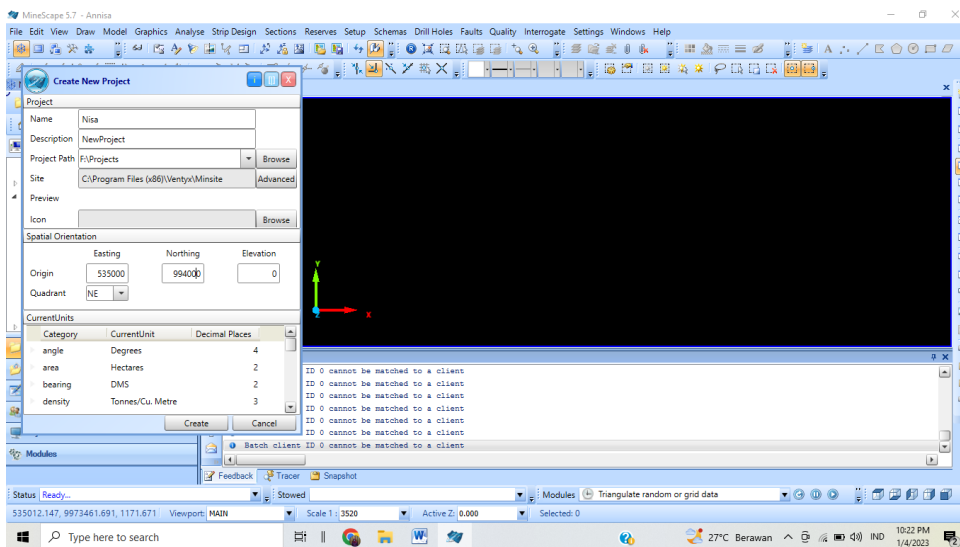 MineScape 5.7 - Annisa
File Edit View Draw Model Graphics Analyse Strip Design Sections Reserves Setup Schemas Drill Holes Faults Quality Interrogate Settings Windows Help
Create New Project
Project
Name Nisa
Description NewProject
Project Path F:\Projects Browse
Site C:\Program Files (x86)\Ventyx\Minsite Advanced
Preview
Icon Browse
Spatial Orientation
Easting Northing Elevation
Origin 535000 994000 0
Quadrant NE
CurrentUnits
Category CurrentUnit Decimal Places
angle Degrees 4
area Hectares 2
bearing DMS 2
density Tonnes/Cu. Metre 3
Create Cancel
Y
X
Z
ID 0 cannot be matched to a client
ID 0 cannot be matched to a client
ID 0 cannot be matched to a client
ID 0 cannot be matched to a client
ID 0 cannot be matched to a client
ID 0 cannot be matched to a client
Batch client ID 0 cannot be matched to a client
Modules
Feedback Tracer Snapshot
Status Ready... Stowed Modules Triangulate random or grid data
535012.147, 9973461.691, 1171.671 Viewport: MAIN Scale 1 : 3520 Active Z: 0.000 Selected: 0
Type here to search
27°C Berawan IND
10:22 PM
1/4/2023
2